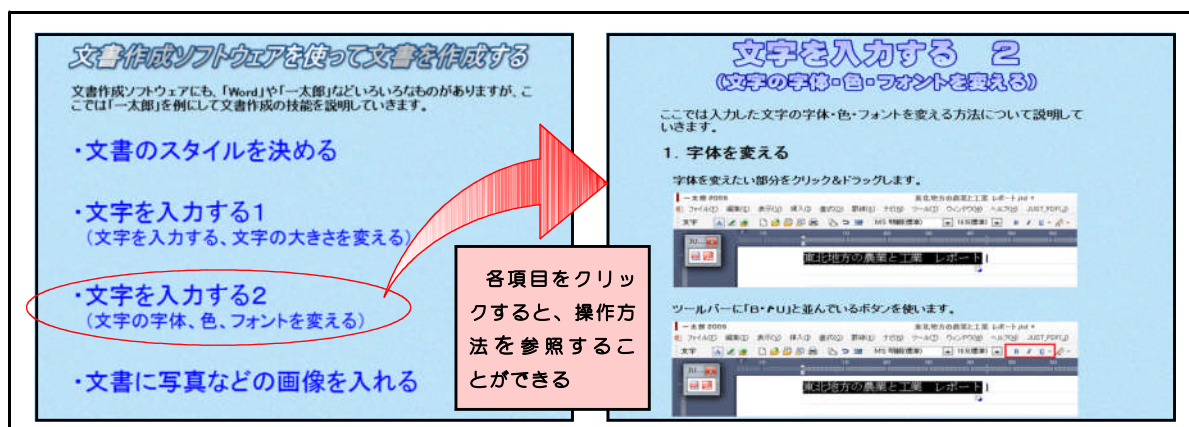 文書作成ソフトウェアを使って文書を作成する
文書作成ソフトウェアにも、「Word」や「一太郎」などいろいろなものがありますが、こ
こでは「一太郎」を例にして文書作成の技能を説明していきます。
・文書のスタイルを決める
・文字を入力する1
（文字を入力する、文字の大きさを変える）
・文字を入力する2
（文字の字体、色、フォントを変える）
・文書に写真などの画像を入れる
各項目をクリッ
クすると、操作方
法を参照するこ
とができる
文字を入力する　2
（文字の字体・色・フォントを変える）
ここでは入力した文字の字体・色・フォントを変える方法について説明して
いきます。
1. 字体を変える
字体を変えたい部分をクリック&ドラッグします。
東北地方の農業と工業　レポート
ツールバーに「B・I・U」と並んでいるボタンを使います。
東北地方の農業と工業　レポート